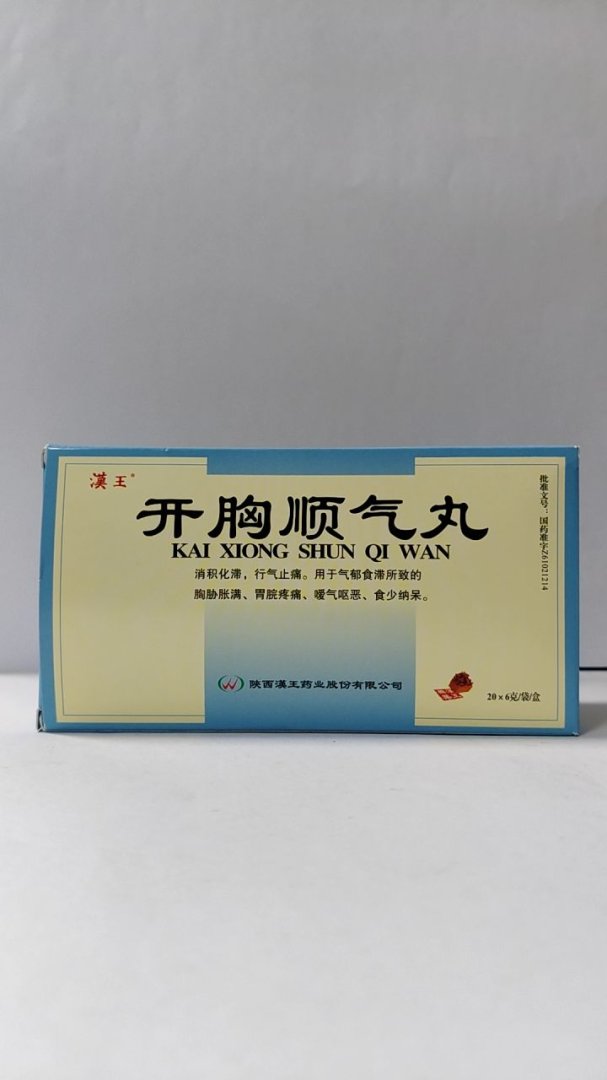 漢王®
开胸顺气丸
KAI XIONG SHUN QI WAN
消积化滞，行气止痛。用于气郁食滞所致的
胸胁胀满、胃脘疼痛、嗳气呕恶、食少纳呆。
陕西漢王药业股份有限公司
20×6克/袋/盒
批准文号：国药准字Z61021214